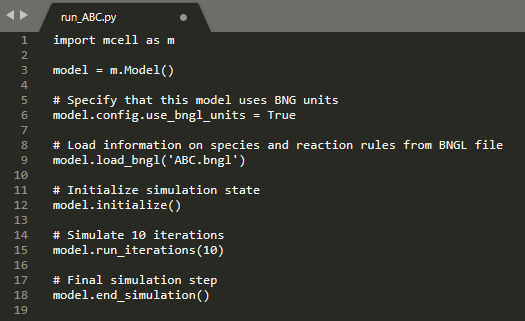 run_ABC.py
1 import mcell as m
2
3 model = m.Model()
4
5 # Specify that this model uses BNG units
6 model.config.use_bngl_units = True
7
8 # Load information on species and reaction rules from BNGL file
9 model.load_bngl('ABC.bngl')
10
11 # Initialize simulation state
12 model.initialize()
13
14 # Simulate 10 iterations
15 model.run_iterations(10)
16
17 # Final simulation step
18 model.end_simulation()
19